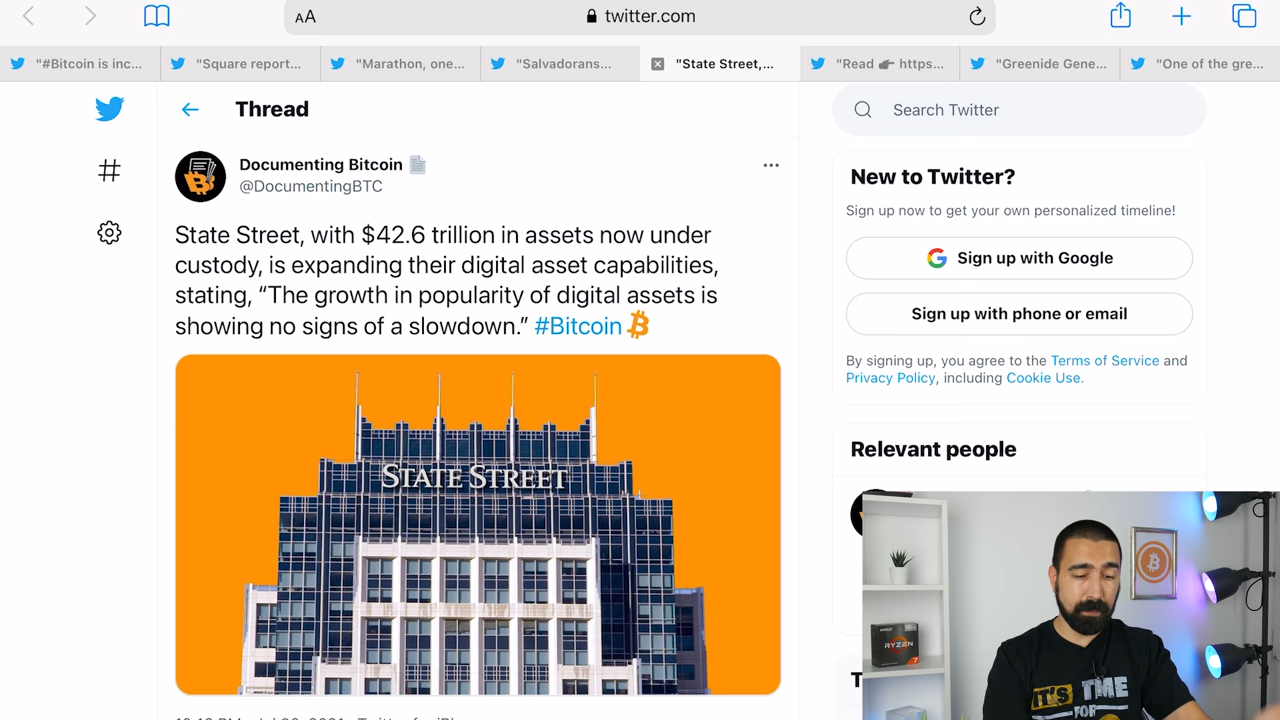 AA
twitter.com
"#Bitcoin is inc...
"Square report...
"Marathon, one...
"Salvadorans...
"State Street,...
"Read 👉 https...
"Greenide Gene...
"One of the gre...
Thread
Search Twitter
Documenting Bitcoin
@DocumentingBTC
State Street, with $42.6 trillion in assets now under
custody, is expanding their digital asset capabilities,
stating, “The growth in popularity of digital assets is
showing no signs of a slowdown.” #Bitcoin
STATE STREET
New to Twitter?
Sign up now to get your own personalized timeline!
Sign up with Google
Sign up with phone or email
By signing up, you agree to the Terms of Service and
Privacy Policy, including Cookie Use.
Relevant people
AMD
RYZEN
7
IT'S TIME
FOR